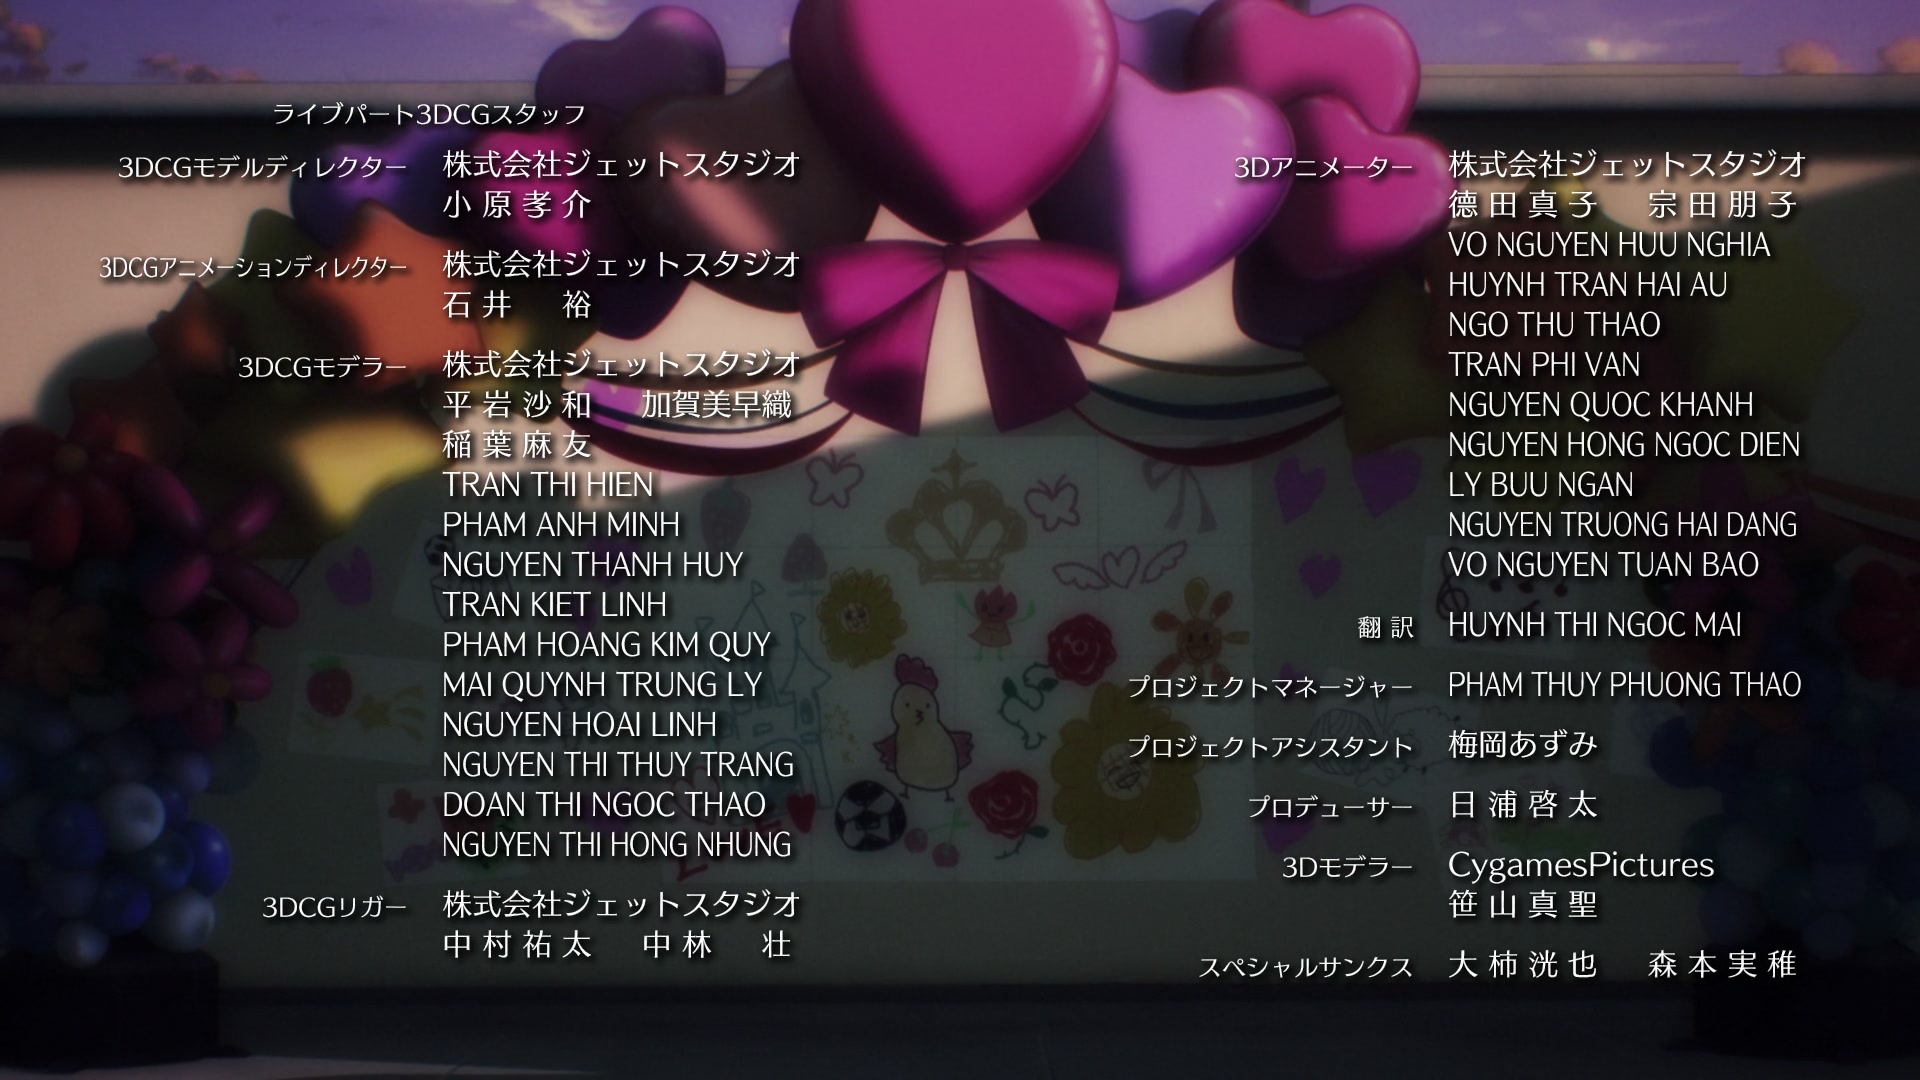 ライブパート3DCGスタッフ
3DCGモデルディレクター 株式会社ジェットスタジオ
小原孝介
3DCGアニメーションディレクター 株式会社ジェットスタジオ
石井 裕
3DCGモデラー 株式会社ジェットスタジオ
平岩沙和 加賀美早織
稲葉麻友
TRAN THI HIEN
PHAM ANH MINH
NGUYEN THANH HUY
TRAN KIET LINH
PHAM HOANG KIM QUY
MAI QUYNH TRUNG LY
NGUYEN HOAI LINH
NGUYEN THI THUY TRANG
DOAN THI NGOC THAO
NGUYEN THI HONG NHUNG
3DCGリガー 株式会社ジェットスタジオ
中村祐太 中林 壮
3Dアニメーター 株式会社ジェットスタジオ
德田真子 宗田朋子
VO NGUYEN HUU NGHIA
HUYNH TRAN HAI AU
NGO THU THAO
TRAN PHI VAN
NGUYEN QUOC KHANH
NGUYEN HONG NGOC DIEN
LY BUU NGAN
NGUYEN TRUONG HAI DANG
VO NGUYEN TUAN BAO
翻訳 HUYNH THI NGOC MAI
プロジェクトマネージャー PHAM THUY PHUONG THAO
プロジェクトアシスタント 梅岡あずみ
プロデューサー 日浦啓太
3Dモデラー CygamesPictures
笹山真聖
スペシャルサンクス 大柿洸也 森本実稚